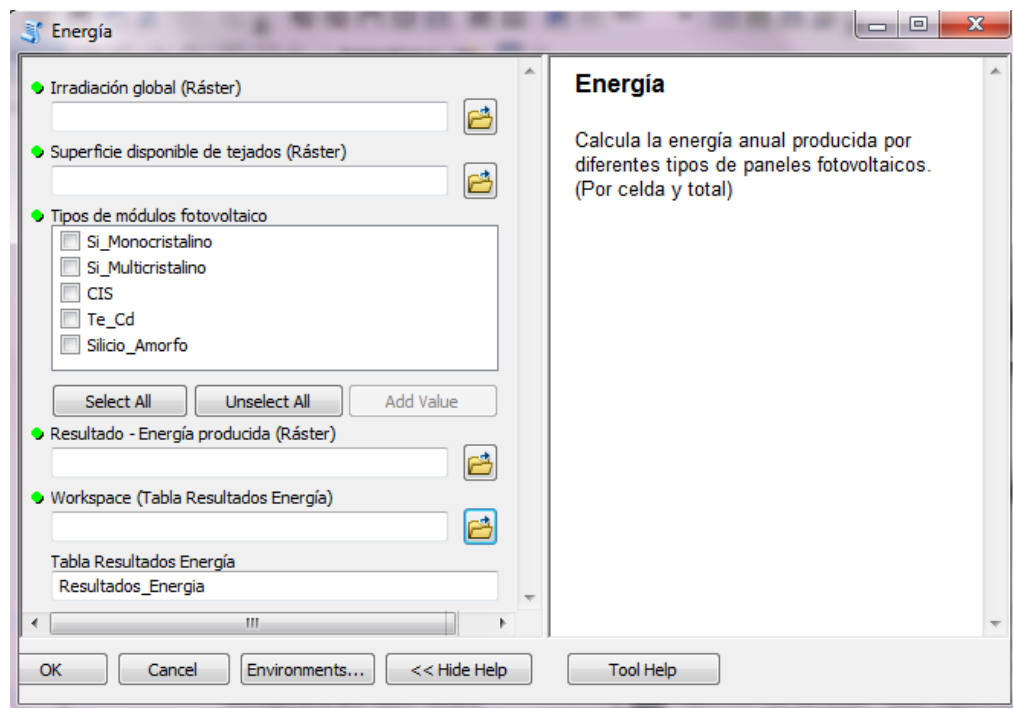 Energía
Irradiación global (Ráster)
Superficie disponible de tejados (Ráster)
Tipos de módulos fotovoltaico
Si_Monocristalino
Si_Multicristalino
CIS
Te_Cd
Silicio_Amorfo
Select All
Unselect All
Add Value
Resultado - Energía producida (Ráster)
Workspace (Tabla Resultados Energía)
Tabla Resultados Energía
Resultados_Energia
OK
Cancel
Environments...
<< Hide Help
Energía
Calcula la energía anual producida por
diferentes tipos de paneles fotovoltaicos.
(Por celda y total)
Tool Help